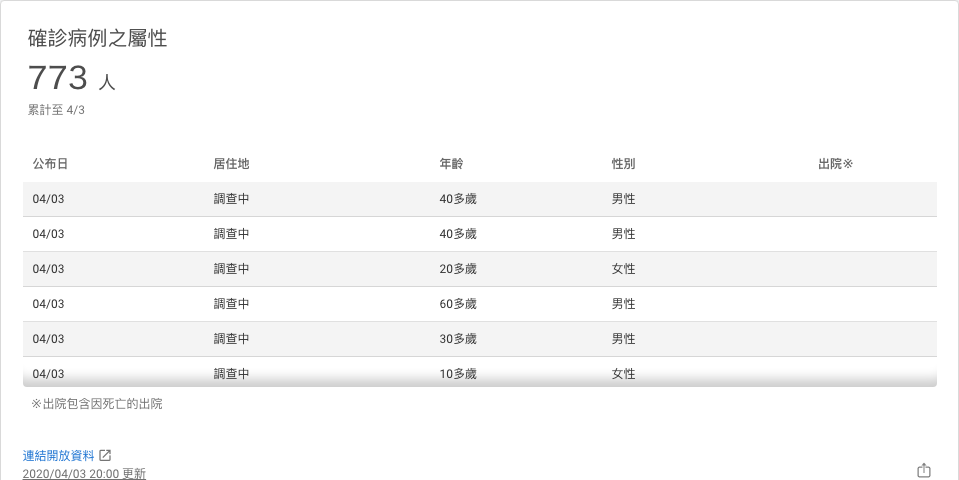 確診病例之屬性
773 人
累計至 4/3
公布日 居住地 年齡 性別 出院※
04/03 調查中 40多歲 男性
04/03 調查中 40多歲 男性
04/03 調查中 20多歲 女性
04/03 調查中 60多歲 男性
04/03 調查中 30多歲 男性
04/03 調查中 10多歲 女性
※出院包含因死亡的出院
連結開放資料
2020/04/03 20:00 更新